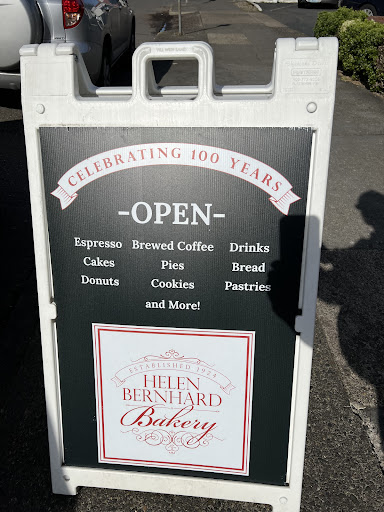 CELEBRATING 100 YEARS
-OPEN-
Espresso Brewed Coffee Drinks
Cakes Pies Bread
Donuts Cookies Pastries
and More!
ESTABLISHED 1924
HELEN
BERNHARD
Bakery